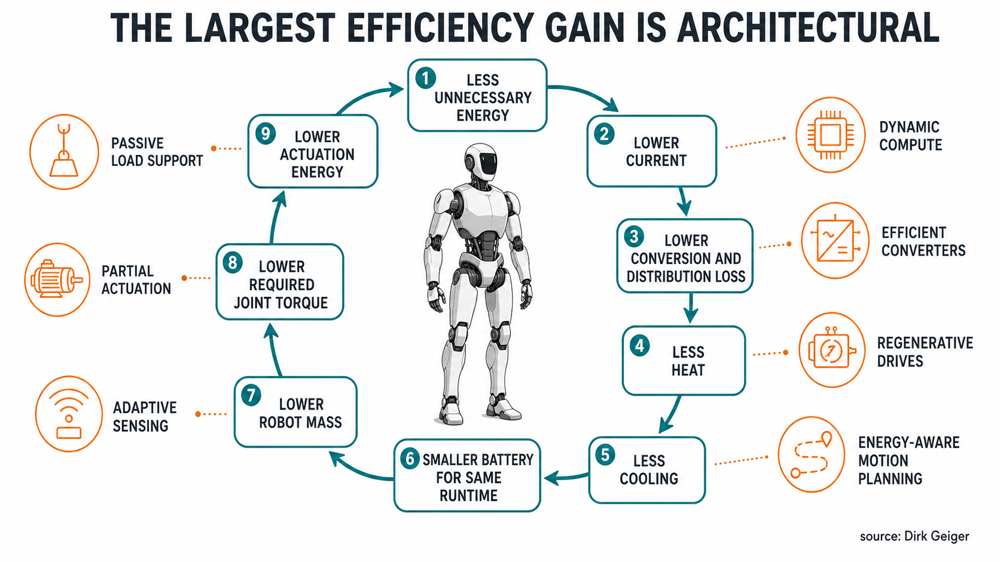 THE LARGEST EFFICIENCY GAIN IS ARCHITECTURAL
1
LESS
UNNECESSARY
ENERGY
2
LOWER
CURRENT
DYNAMIC
COMPUTE
3
LOWER
CONVERSION AND
DISTRIBUTION LOSS
EFFICIENT
CONVERTERS
4
LESS
HEAT
REGENERATIVE
DRIVES
5
LESS
COOLING
ENERGY-AWARE
MOTION
PLANNING
6
SMALLER BATTERY
FOR SAME
RUNTIME
7
LOWER
ROBOT MASS
ADAPTIVE
SENSING
8
LOWER
REQUIRED
JOINT TORQUE
PARTIAL
ACTUATION
9
LOWER
ACTUATION
ENERGY
PASSIVE
LOAD SUPPORT
source: Dirk Geiger